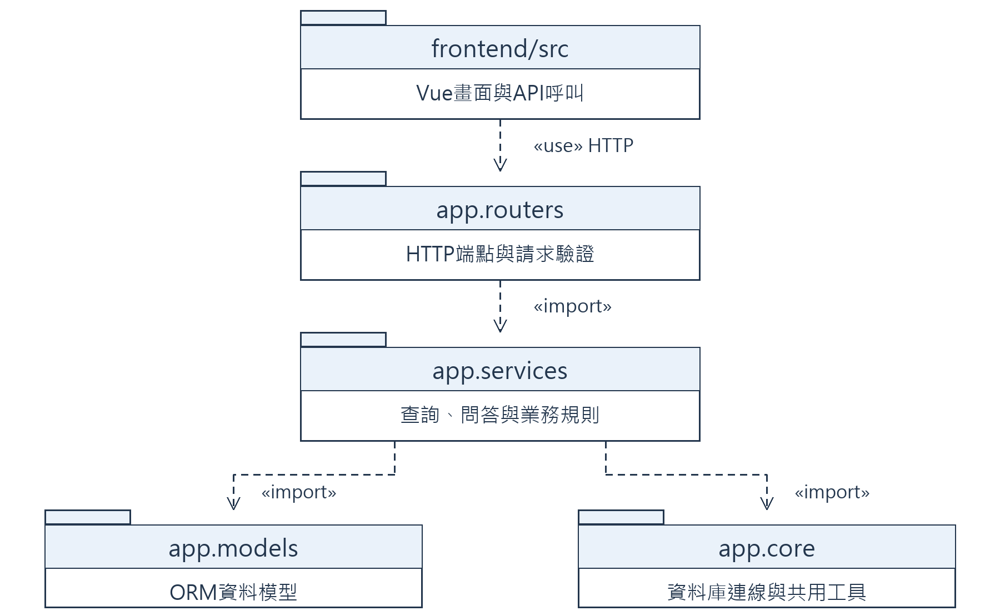 frontend/src
Vue畫面與API呼叫
«use» HTTP
app.routers
HTTP端點與請求驗證
«import»
app.services
查詢、問答與業務規則
«import»
«import»
app.models
ORM資料模型
app.core
資料庫連線與共用工具